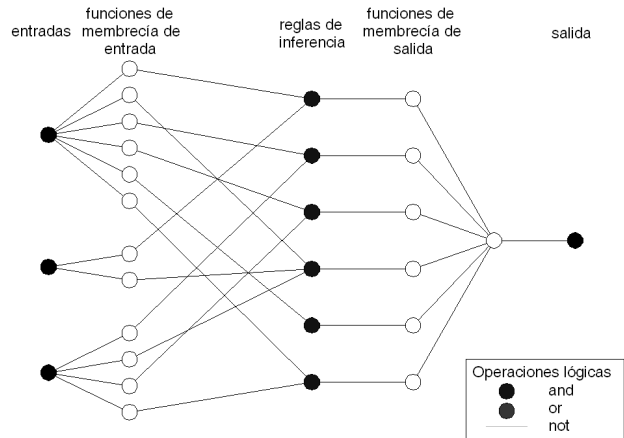 entradas
funciones de
membrecía de
entrada
reglas de
inferencia
funciones de
membrecía de
salida
salida
Operaciones lógicas
and
or
not